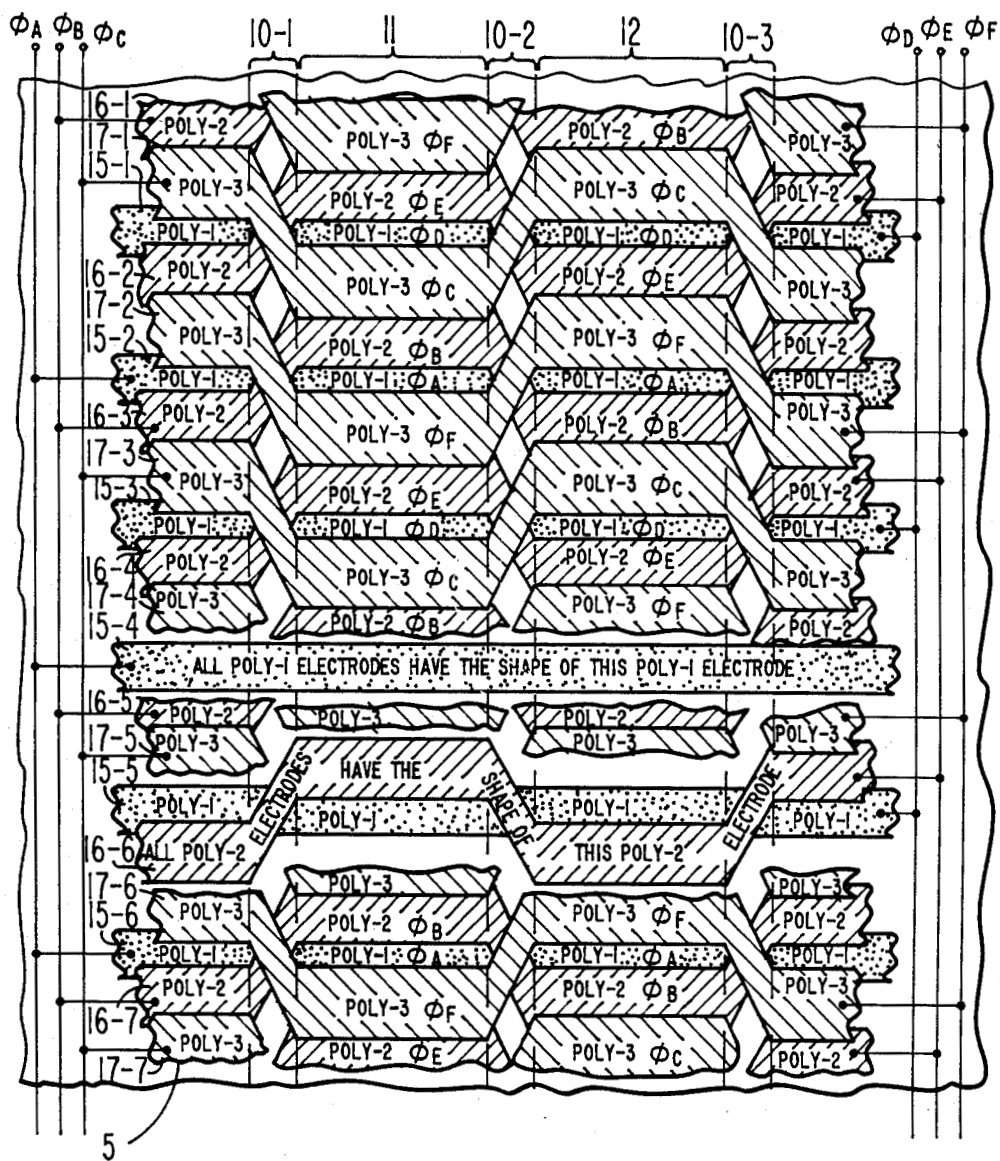 ΦA ΦB ΦC 10-1 11 10-2 12 10-3 ΦD ΦE ΦF
16-1 POLY-2 POLY-3 ΦF POLY-2 ΦB POLY-3
17-1
15-1 POLY-3 POLY-2 ΦE POLY-3 ΦC POLY-2
POLY-1 POLY-1 ΦD POLY-1 ΦD POLY-1
16-2 POLY-2 POLY-3 ΦC POLY-2 ΦE POLY-3
17-2
15-2 POLY-3 POLY-2 ΦB POLY-3 ΦF POLY-2
POLY-1 POLY-1 ΦA POLY-1 ΦA POLY-1
16-3 POLY-2 POLY-3 ΦF POLY-2 ΦB POLY-3
17-3
15-3 POLY-3 POLY-2 ΦE POLY-3 ΦC POLY-2
POLY-1 POLY-1 ΦD POLY-1 ΦD POLY-1
16-4 POLY-2 POLY-3 ΦC POLY-2 ΦE POLY-3
17-4 POLY-3 POLY-3 ΦF
15-4 POLY-2 ΦB POLY-2
ALL POLY-1 ELECTRODES HAVE THE SHAPE OF THIS POLY-1 ELECTRODE
16-5 POLY-2 POLY-3 POLY-2
17-5 POLY-3 POLY-3 POLY-3
15-5 ELECTRODES HAVE THE SHAPE OF ELECTRODE
POLY-1 POLY-1 POLY-1 POLY-1
16-6 ALL POLY-2 THIS POLY-2
17-6 POLY-3 POLY-3
15-6 POLY-3 POLY-2 ΦB POLY-3 ΦF POLY-2
POLY-1 POLY-1 ΦA POLY-1 ΦA POLY-1
POLY-2 POLY-3 ΦF POLY-2 ΦB POLY-3
16-7
17-7 POLY-3 POLY-2 ΦE POLY-3 ΦC POLY-2
5